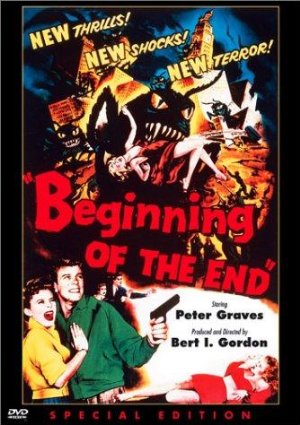 NEW THRILLS!
NEW SHOCKS!
NEW TERROR!
"Beginning
OF THE END"
Starring
Peter Graves
Produced and Directed by
Bert I. Gordon
DVD
SPECIAL EDITION